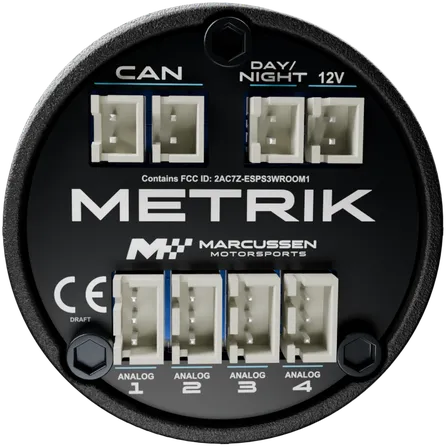 CAN
DAY/
NIGHT
12V
Contains FCC ID: 2AC7Z-ESPS3WROOM1
METRIK
M MARCUSSEN
MOTORSPORTS
CE
DRAFT
ANALOG ANALOG ANALOG ANALOG
1 2 3 4